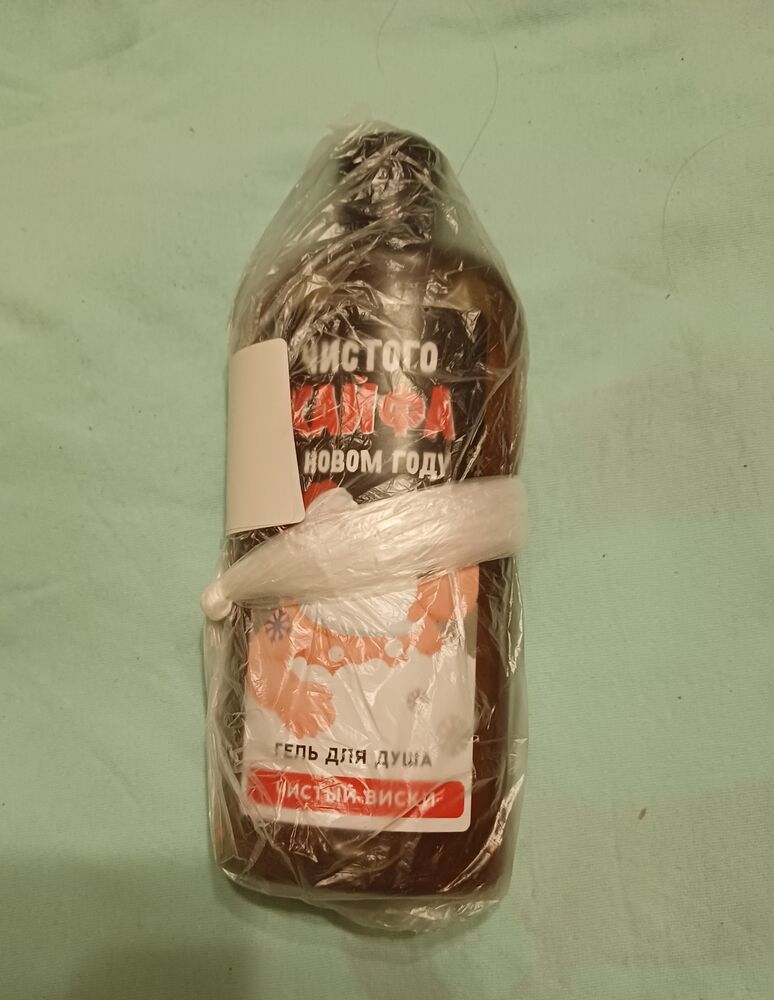 ЧИСТОГО
КАЙФА
НОВОМ ГОДУ
ГЕЛЬ ДЛЯ ДУША
ЧИСТЫЙ ВИСКИ